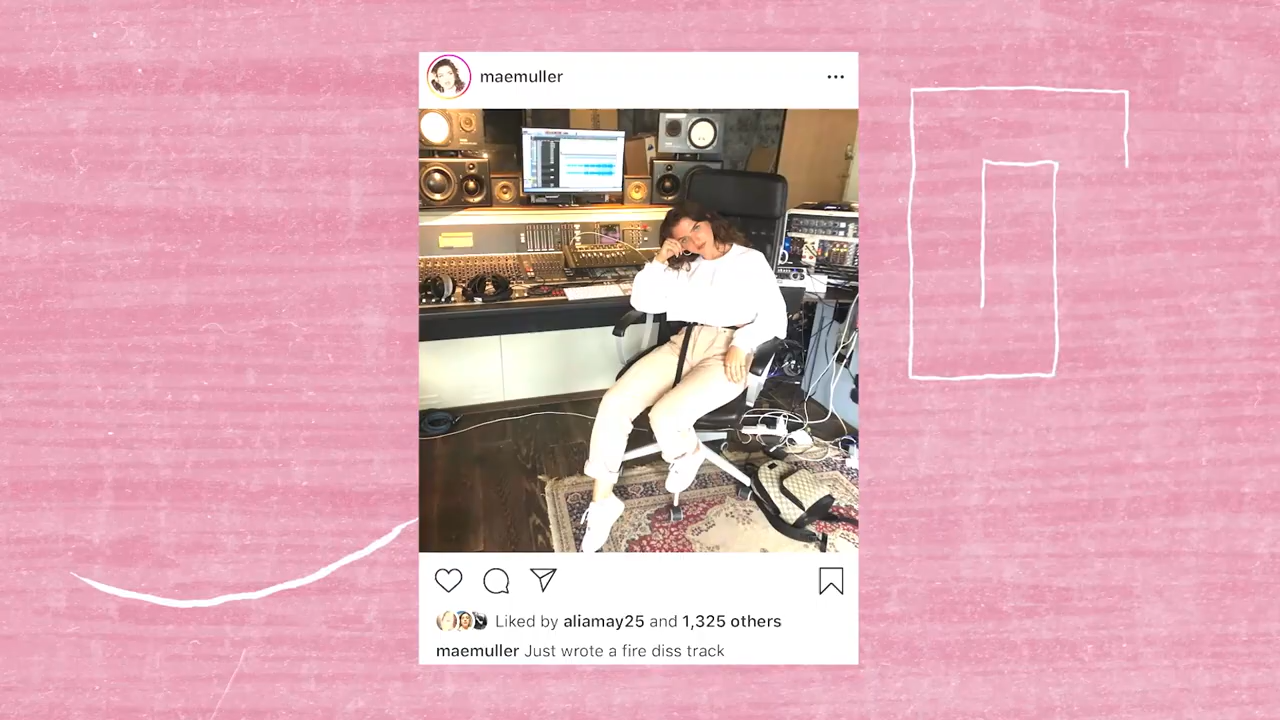 maemuller
Liked by aliamay25 and 1,325 others
maemuller Just wrote a fire diss track